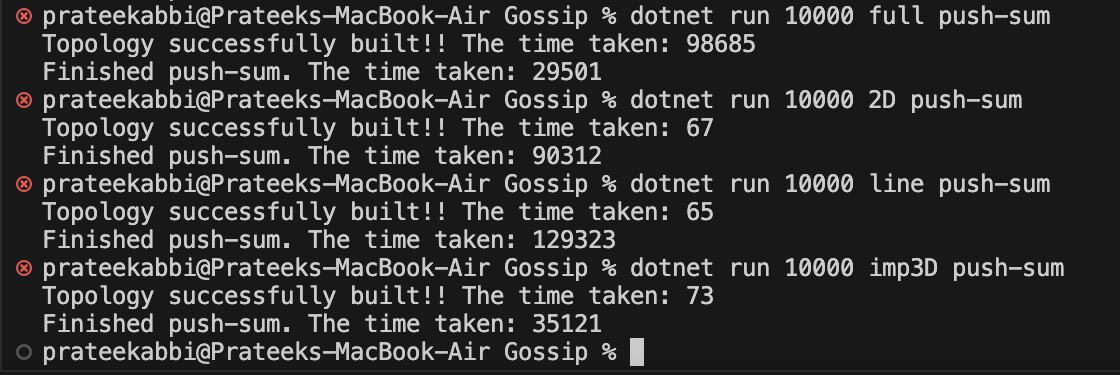 prateekabbi@Prateeks-MacBook-Air Gossip % dotnet run 10000 full push-sum
Topology successfully built!! The time taken: 98685
Finished push-sum. The time taken: 29501
prateekabbi@Prateeks-MacBook-Air Gossip % dotnet run 10000 2D push-sum
Topology successfully built!! The time taken: 67
Finished push-sum. The time taken: 90312
prateekabbi@Prateeks-MacBook-Air Gossip % dotnet run 10000 line push-sum
Topology successfully built!! The time taken: 65
Finished push-sum. The time taken: 129323
prateekabbi@Prateeks-MacBook-Air Gossip % dotnet run 10000 imp3D push-sum
Topology successfully built!! The time taken: 73
Finished push-sum. The time taken: 35121
prateekabbi@Prateeks-MacBook-Air Gossip %